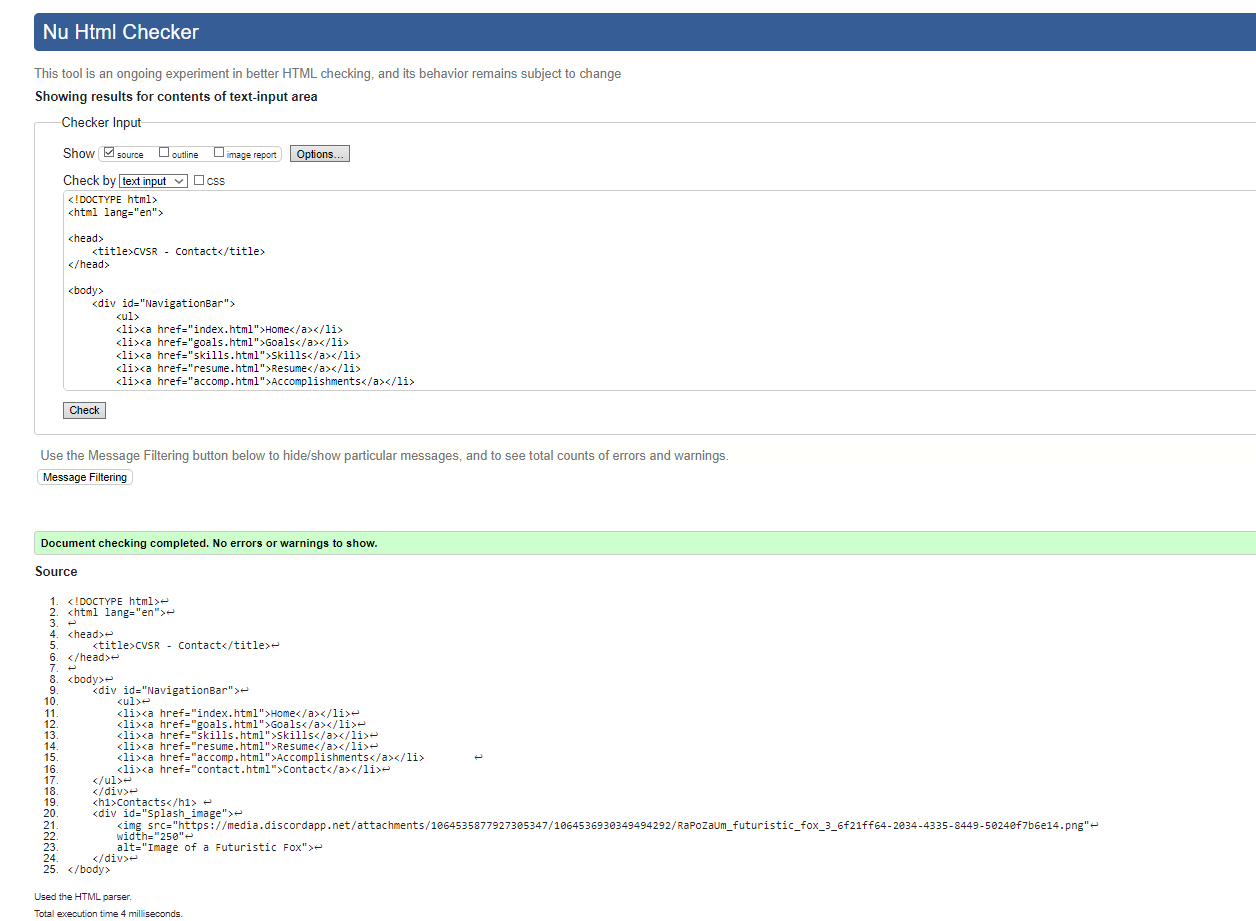 Nu Html Checker
This tool is an ongoing experiment in better HTML checking, and its behavior remains subject to change
Showing results for contents of text-input area
Checker Input
Show source outline image report Options...
Check by text input CSS
<!DOCTYPE html>
<html lang="en">
<head>
<title>CVSR - Contact</title>
</head>
<body>
<div id="NavigationBar">
<ul>
<li><a href="index.html">Home</a></li>
<li><a href="goals.html">Goals</a></li>
<li><a href="skills.html">Skills</a></li>
<li><a href="resume.html">Resume</a></li>
<li><a href="accomp.html">Accomplishments</a></li>
Check
Use the Message Filtering button below to hide/show particular messages, and to see total counts of errors and warnings.
Message Filtering
Document checking completed. No errors or warnings to show.
Source
1. <!DOCTYPE html>↩
2. <html lang="en">↩
3. ↩
4. <head>↩
5. <title>CVSR - Contact</title>↩
6. </head>↩
7. ↩
8. <body>↩
9. <div id="NavigationBar">↩
10. <ul>↩
11. <li><a href="index.html">Home</a></li>↩
12. <li><a href="goals.html">Goals</a></li>↩
13. <li><a href="skills.html">Skills</a></li>↩
14. <li><a href="resume.html">Resume</a></li>↩
15. <li><a href="accomp.html">Accomplishments</a></li> ↩
16. <li><a href="contact.html">Contact</a></li>↩
17. </ul>↩
18. </div>↩
19. <h1>Contacts</h1> ↩
20. <div id="Splash_image">↩
21. <img src="https://media.discordapp.net/attachments/1064535877927305347/1064536930349494292/RaPoZaUm_futuristic_fox_3_6f21ff64-2034-4335-8449-50240f7b6e14.png"↩
22. width="250"↩
23. alt="Image of a Futuristic Fox">↩
24. </div>↩
25. </body>
Used the HTML parser.
Total execution time 4 milliseconds.